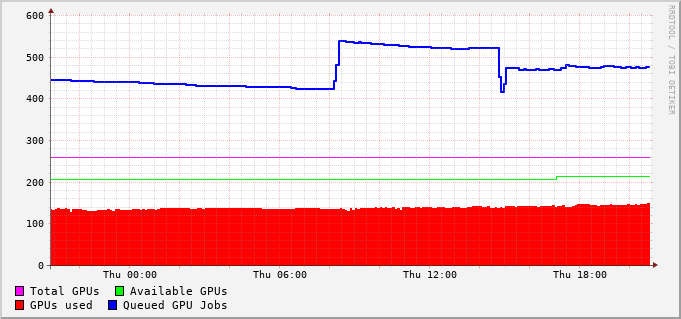 600
500
400
300
200
100
0
Thu 00:00 Thu 06:00 Thu 12:00 Thu 18:00
Total GPUs Available GPUs
GPUs used Queued GPU Jobs
RRDTOOL / TOBI OETIKER